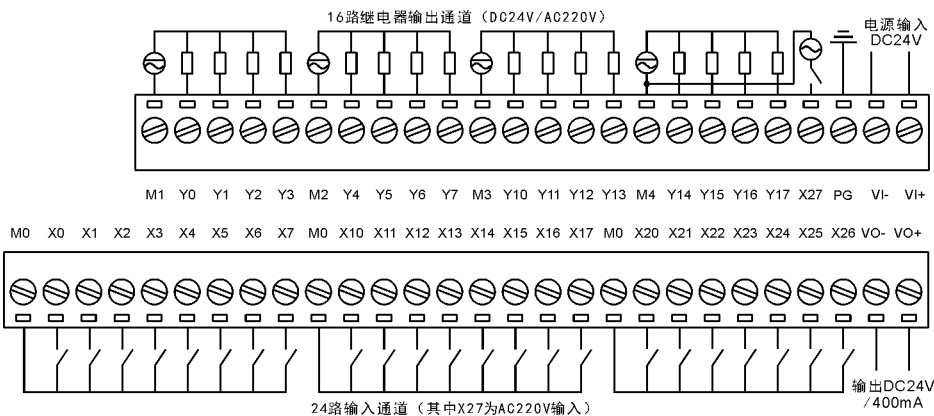 16路继电器输出通道（DC24V/AC220V）
电源输入
DC24V
M1 Y0 Y1 Y2 Y3 M2 Y4 Y5 Y6 Y7 M3 Y10 Y11 Y12 Y13 M4 Y14 Y15 Y16 Y17 X27 PG VI- VI+
M0 X0 X1 X2 X3 X4 X5 X6 X7 M0 X10 X11 X12 X13 X14 X15 X16 X17 M0 X20 X21 X22 X23 X24 X25 X26 VO- VO+
输出DC24V
/400mA
24路输入通道（其中X27为AC220V输入）